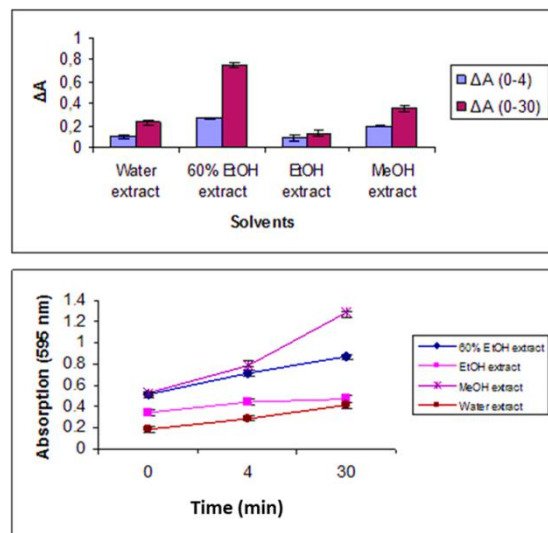 1
0,8
0,6
0,4
0,2
0
ΔA
Water extract
60% EtOH extract
EtOH extract
MeOH extract
Solvents
ΔA (0-4)
ΔA (0-30)
1.4
1.2
1
0.8
0.6
0.4
0.2
0
Absorption (595 nm)
0 4 30
Time (min)
60% EtOH extract
EtOH extract
MeOH extract
Water extract